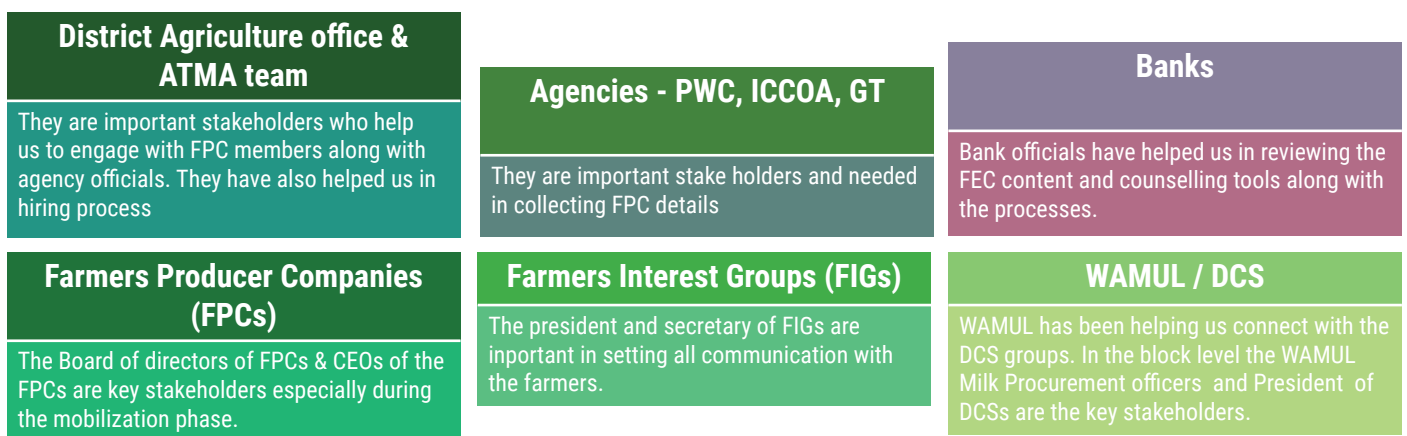 District Agriculture office &
ATMA team
They are important stakeholders who help
us to engage with FPC members along with
agency officials. They have also helped us in
hiring process
Agencies - PWC, ICCOA, GT
They are important stake holders and needed
in collecting FPC details
Banks
Bank officials have helped us in reviewing the
FEC content and counselling tools along with
the processes.
Farmers Producer Companies
(FPCs)
The Board of directors of FPCs & CEOs of the
FPCs are key stakeholders especially during
the mobilization phase.
Farmers Interest Groups (FIGs)
The president and secretary of FIGs are
inportant in setting all communication with
the farmers.
WAMUL / DCS
WAMUL has been helping us connect with the
DCS groups. In the block level the WAMUL
Milk Procurement officers  and President  of
DCSs are the key stakeholders.